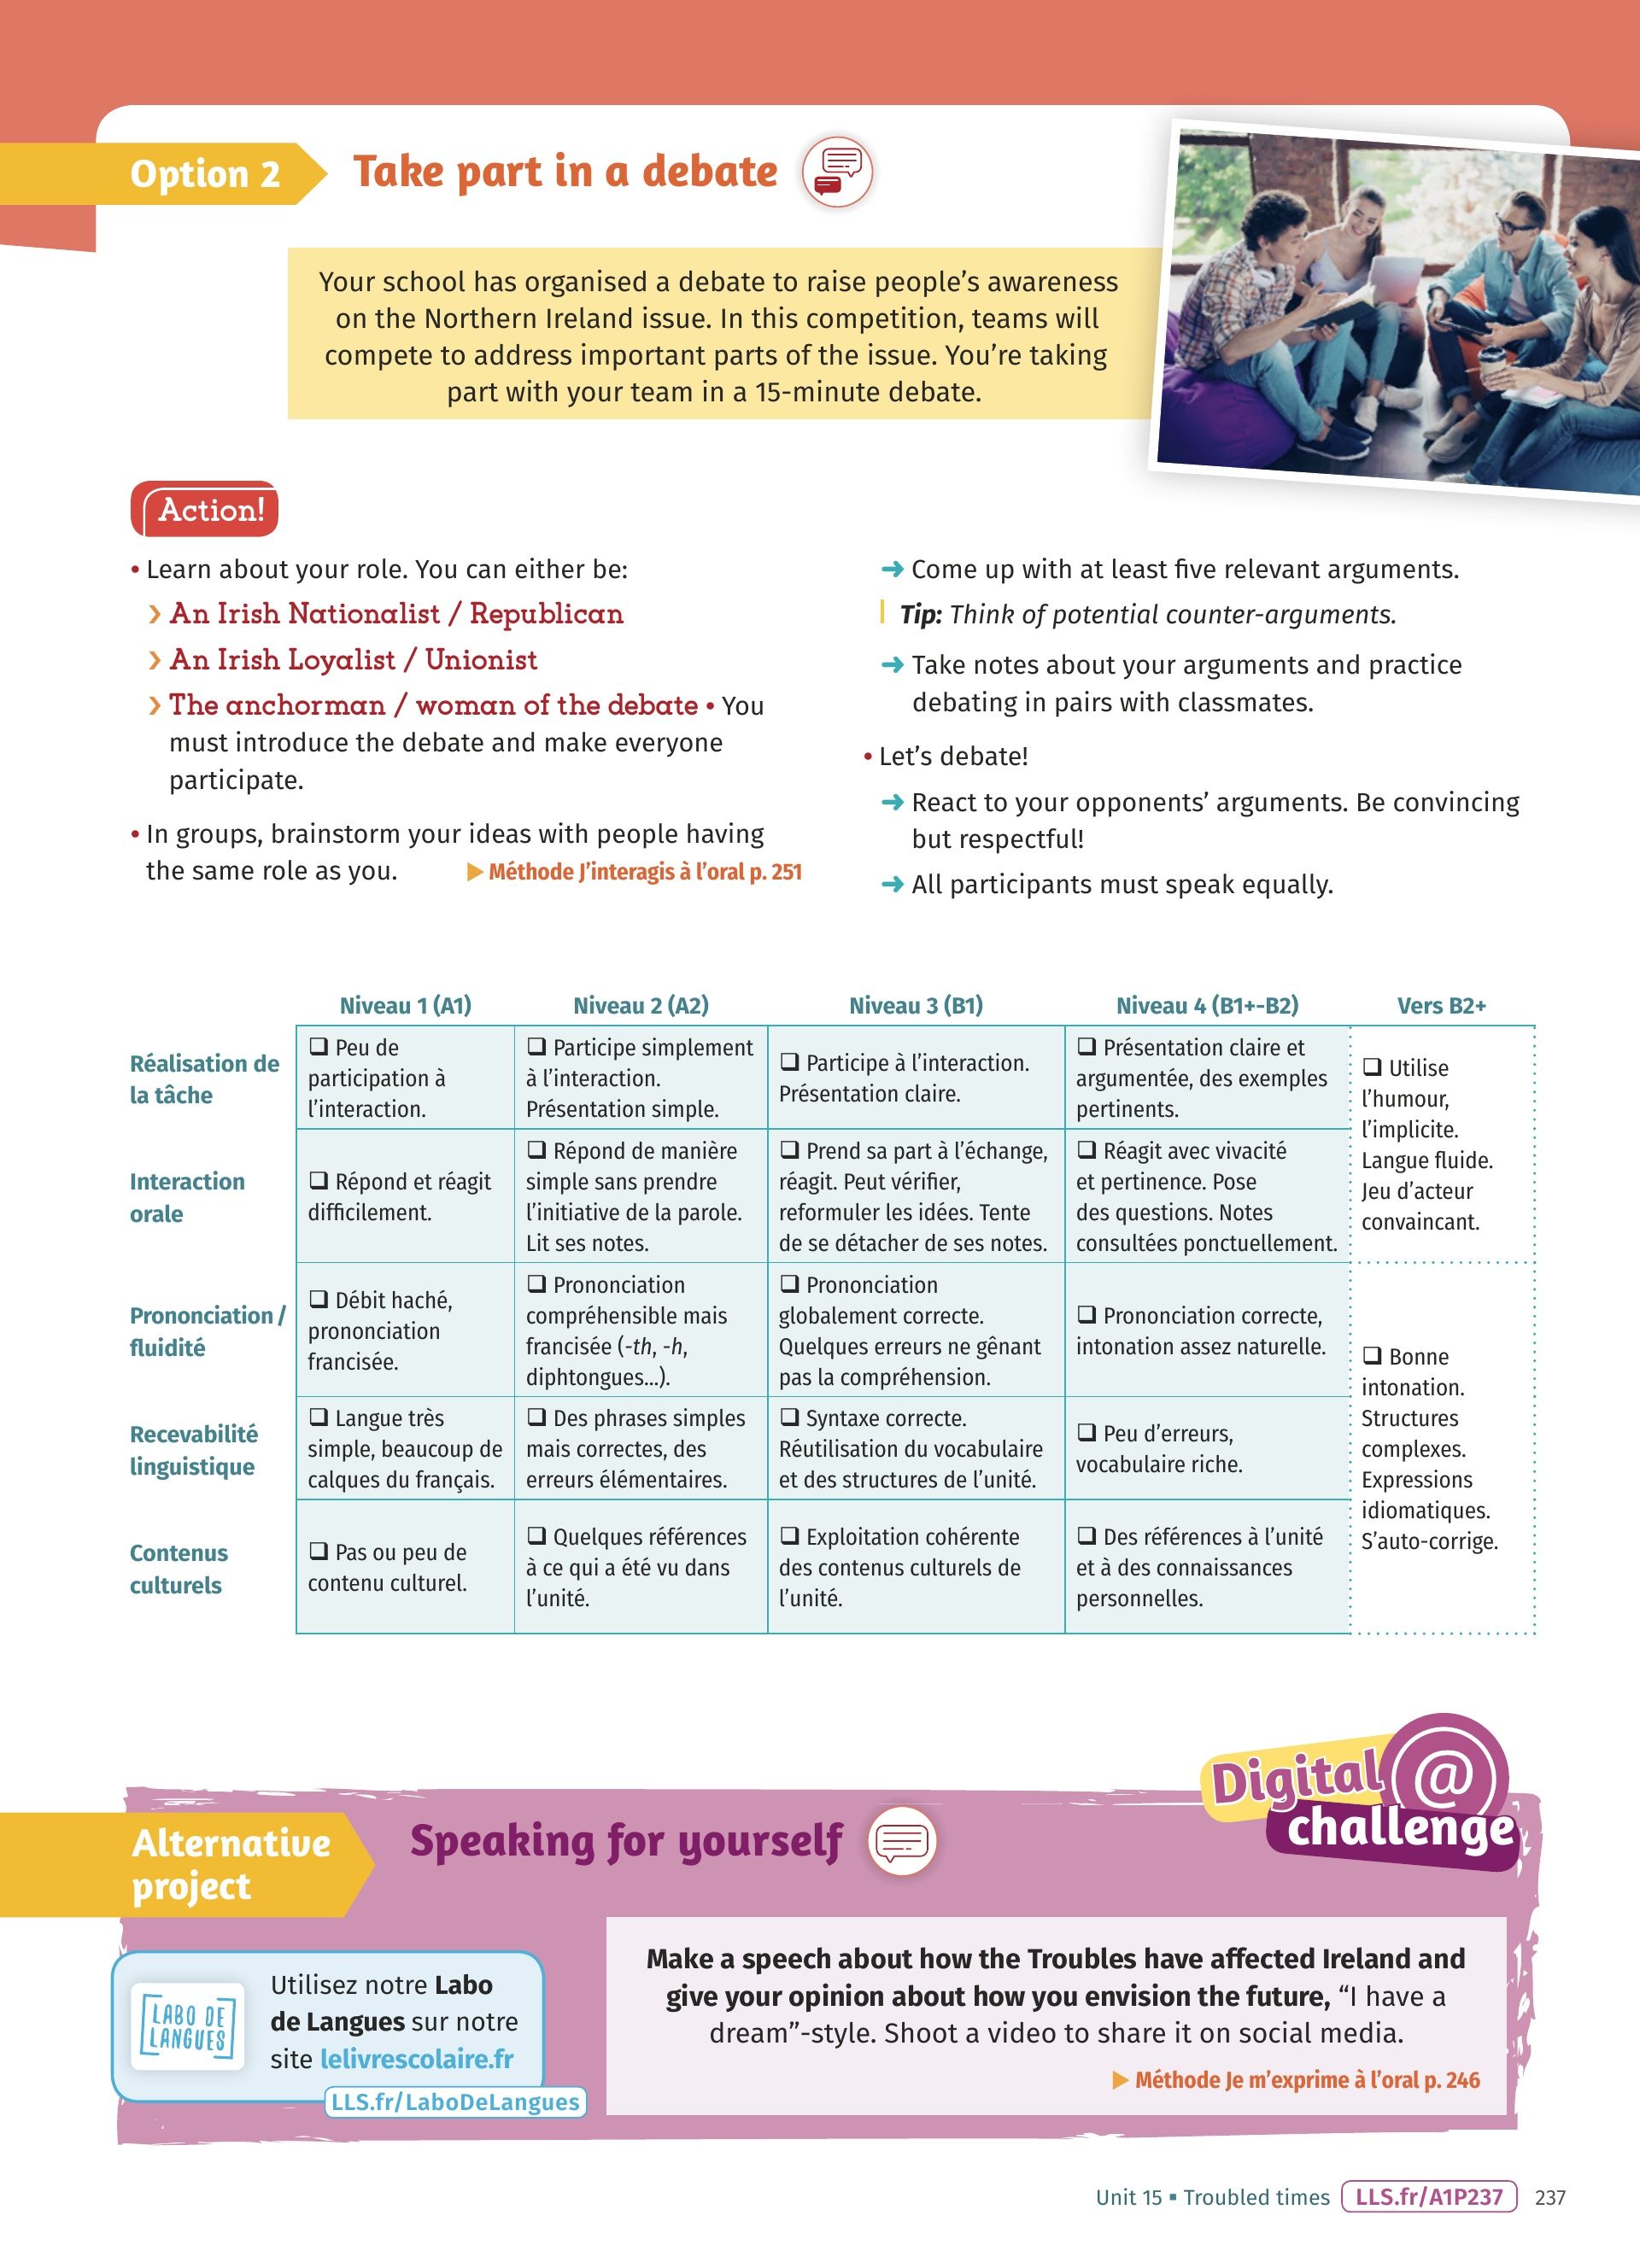 Option 2
Take part in a debate
Your school has organised a debate to raise people's awareness
on the Northern Ireland issue. In this competition, teams will
compete to address important parts of the issue. You're taking
part with your team in a 15-minute debate.
Action!
• Learn about your role. You can either be:
› An Irish Nationalist / Republican
› An Irish Loyalist / Unionist
› The anchorman / woman of the debate • You
must introduce the debate and make everyone
participate.
• In groups, brainstorm your ideas with people having
the same role as you. ▶ Méthode J'interagis à l'oral p. 251
➜ Come up with at least five relevant arguments.
Tip: Think of potential counter-arguments.
➜ Take notes about your arguments and practice
debating in pairs with classmates.
• Let's debate!
➜ React to your opponents' arguments. Be convincing
but respectful!
➜ All participants must speak equally.
Niveau 1 (A1)
Niveau 2 (A2)
Niveau 3 (B1)
Niveau 4 (B1+-B2)
Vers B2+
Réalisation de
la tâche
❑ Peu de
participation à
l'interaction.
❑ Participe simplement
à l'interaction.
Présentation simple.
❑ Participe à l'interaction.
Présentation claire.
❑ Présentation claire et
argumentée, des exemples
pertinents.
❑ Utilise
l'humour,
l'implicite.
Langue fluide.
Jeu d'acteur
convaincant.
Interaction
orale
❑ Répond et réagit
difficilement.
❑ Répond de manière
simple sans prendre
l'initiative de la parole.
Lit ses notes.
❑ Prend sa part à l'échange,
réagit. Peut vérifier,
reformuler les idées. Tente
de se détacher de ses notes.
❑ Réagit avec vivacité
et pertinence. Pose
des questions. Notes
consultées ponctuellement.
Prononciation /
fluidité
❑ Débit haché,
prononciation
francisée.
❑ Prononciation
compréhensible mais
francisée (-th, -h,
diphtongues...).
❑ Prononciation
globalement correcte.
Quelques erreurs ne gênant
pas la compréhension.
❑ Prononciation correcte,
intonation assez naturelle.
❑ Bonne
intonation.
Structures
complexes.
Expressions
idiomatiques.
S'auto-corrige.
Recevabilité
linguistique
❑ Langue très
simple, beaucoup de
calques du français.
❑ Des phrases simples
mais correctes, des
erreurs élémentaires.
❑ Syntaxe correcte.
Réutilisation du vocabulaire
et des structures de l'unité.
❑ Peu d'erreurs,
vocabulaire riche.
Contenus
culturels
❑ Pas ou peu de
contenu culturel.
❑ Quelques références
à ce qui a été vu dans
l'unité.
❑ Exploitation cohérente
des contenus culturels de
l'unité.
❑ Des références à l'unité
et à des connaissances
personnelles.
Digital @
challenge
Alternative
project
Speaking for yourself
LABO DE
LANGUES
Utilisez notre Labo
de Langues sur notre
site lelivrescolaire.fr
LLS.fr/LaboDeLangues
Make a speech about how the Troubles have affected Ireland and
give your opinion about how you envision the future, “I have a
dream”-style. Shoot a video to share it on social media.
▶ Méthode Je m'exprime à l'oral p. 246
Unit 15 ▪ Troubled times LLS.fr/A1P237 237